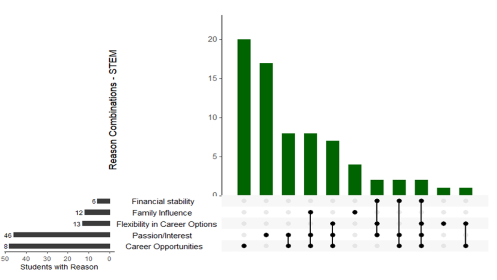 Reason Combinations - STEM
20
15
10
5
0
6 Financial stability
12 Family Influence
13 Flexibility in Career Options
46 Passion/Interest
8 Career Opportunities
50 40 30 20 10 0
Students with Reason